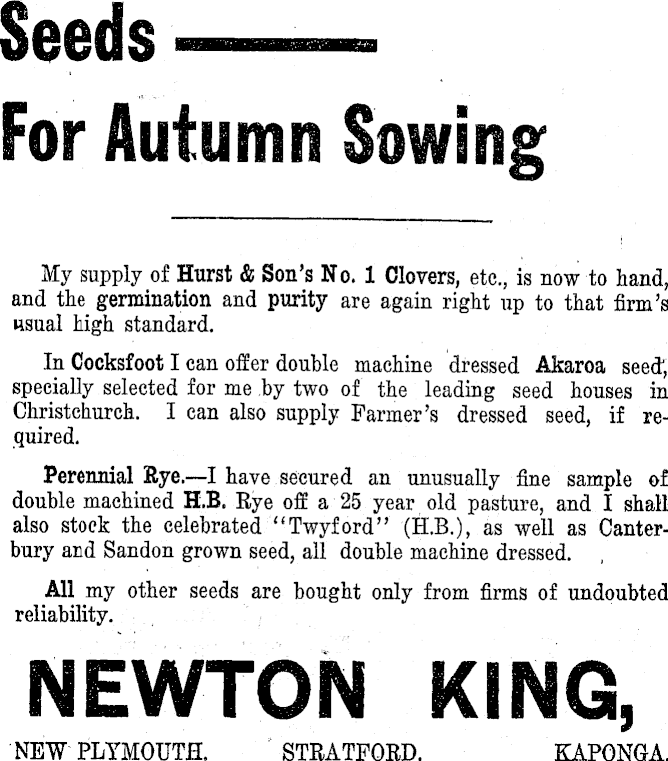 Seeds —
For Autumn Sowing
My supply of Hurst & Son's No. 1 Clovers, etc., is now to hand,
and the germination and purity are again right up to that firm's
usual high standard.
In Cocksfoot I can offer double machine dressed Akaroa seed,
specially selected for me by two of the leading seed houses in
Christchurch. I can also supply Farmer's dressed seed, if re-
quired.
Perennial Rye.—I have secured an unusually fine sample of
double machined H.B. Rye off a 25 year old pasture, and I shall
also stock the celebrated "Twyford" (H.B.), as well as Canter-
bury and Sandon grown seed, all double machine dressed.
All my other seeds are bought only from firms of undoubted
reliability.
NEWTON KING,
NEW PLYMOUTH. STRATFORD. KAPONGA.